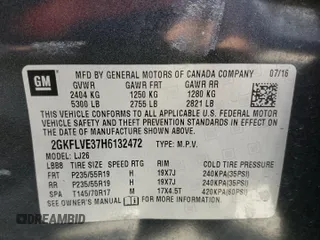 GM
MFD BY GENERAL MOTORS OF CANADA COMPANY 07/16
GVWR GAWR FRT GAWR RR
2404 KG 1250 KG 1280 KG
5300 LB 2755 LB 2821 LB
THIS VEHICLE CONFORMS TO ALL APPLICABLE U.S. FEDERAL
MOTOR VEHICLE SAFETY, BUMPER, AND THEFT PREVENTION
STANDARDS IN EFFECT ON THE DATE OF MANUFACTURE SHOWN
ABOVE.
2GKFLVE37H6132472 TYPE: M.P.V.
MODEL: LJ26
LBBB TIRE SIZE SPEED RTG RIM COLD TIRE PRESSURE
FRT P235/55R19 H 19X7J 240KPA(35PSI)
RR P235/55R19 H 19X7J 240KPA(35PSI)
SPA T145/70R17 M 17X4.5T 420KPA(60PSI)
SEE OWNER MANUAL FOR MORE INFORMATION.